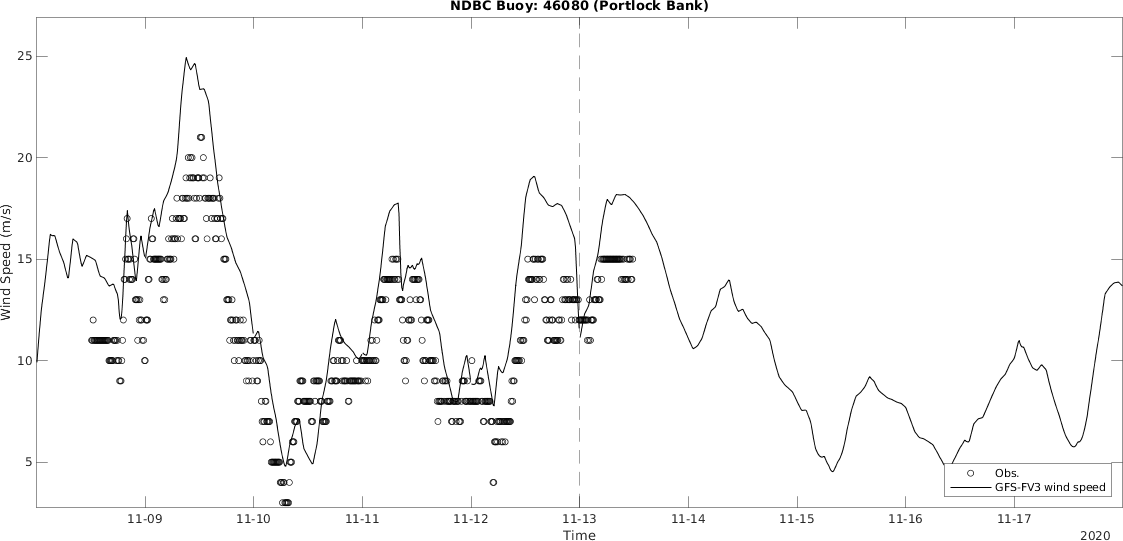 NDBC Buoy: 46080 (Portlock Bank)
25
20
15
10
5
Wind Speed (m/s)
11-09 11-10 11-11 11-12 11-13 11-14 11-15 11-16 11-17
Time
2020
Obs.
GFS-FV3 wind speed